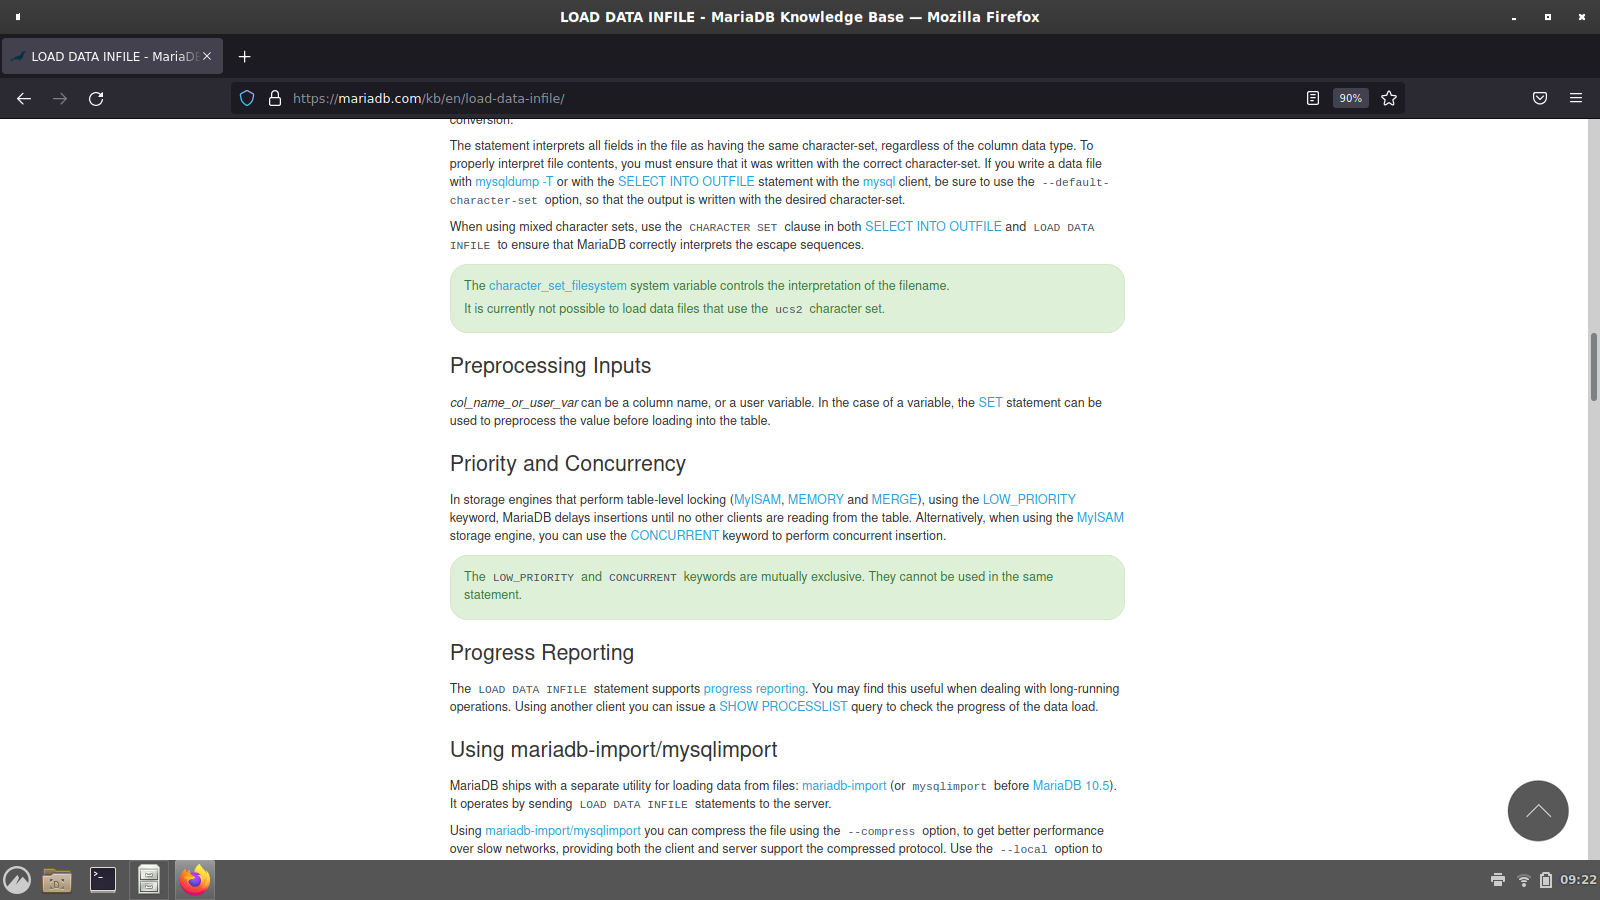 LOAD DATA INFILE - MariaDB Knowledge Base — Mozilla Firefox
LOAD DATA INFILE - MariaDB
https://mariadb.com/kb/en/load-data-infile/
90%
conversion.
The statement interprets all fields in the file as having the same character-set, regardless of the column data type. To
properly interpret file contents, you must ensure that it was written with the correct character-set. If you write a data file
with mysqldump -T or with the SELECT INTO OUTFILE statement with the mysql client, be sure to use the --default-
character-set option, so that the output is written with the desired character-set.
When using mixed character sets, use the CHARACTER SET clause in both SELECT INTO OUTFILE and LOAD DATA
INFILE to ensure that MariaDB correctly interprets the escape sequences.
The character_set_filesystem system variable controls the interpretation of the filename.
It is currently not possible to load data files that use the ucs2 character set.
Preprocessing Inputs
col_name_or_user_var can be a column name, or a user variable. In the case of a variable, the SET statement can be
used to preprocess the value before loading into the table.
Priority and Concurrency
In storage engines that perform table-level locking (MyISAM, MEMORY and MERGE), using the LOW_PRIORITY
keyword, MariaDB delays insertions until no other clients are reading from the table. Alternatively, when using the MyISAM
storage engine, you can use the CONCURRENT keyword to perform concurrent insertion.
The LOW_PRIORITY and CONCURRENT keywords are mutually exclusive. They cannot be used in the same
statement.
Progress Reporting
The LOAD DATA INFILE statement supports progress reporting. You may find this useful when dealing with long-running
operations. Using another client you can issue a SHOW PROCESSLIST query to check the progress of the data load.
Using mariadb-import/mysqlimport
MariaDB ships with a separate utility for loading data from files: mariadb-import (or mysqlimport before MariaDB 10.5).
It operates by sending LOAD DATA INFILE statements to the server.
Using mariadb-import/mysqlimport you can compress the file using the --compress option, to get better performance
over slow networks, providing both the client and server support the compressed protocol. Use the --local option to
09:22